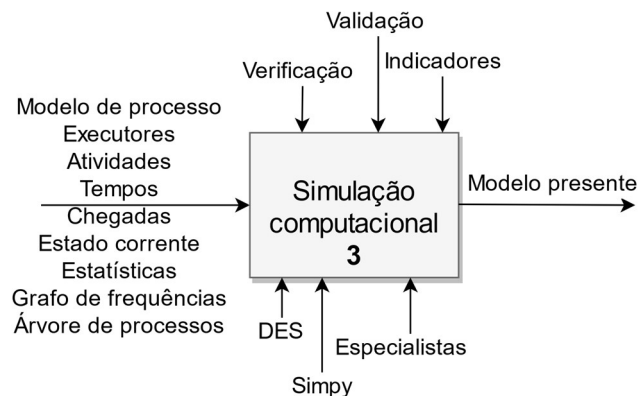 Validação
Verificação
Indicadores
Modelo de processo
Executores
Atividades
Tempos
Chegadas
Estado corrente
Estatísticas
Grafo de frequências
Árvore de processos
Simulação
computacional
3
Modelo presente
DES
Simpy
Especialistas